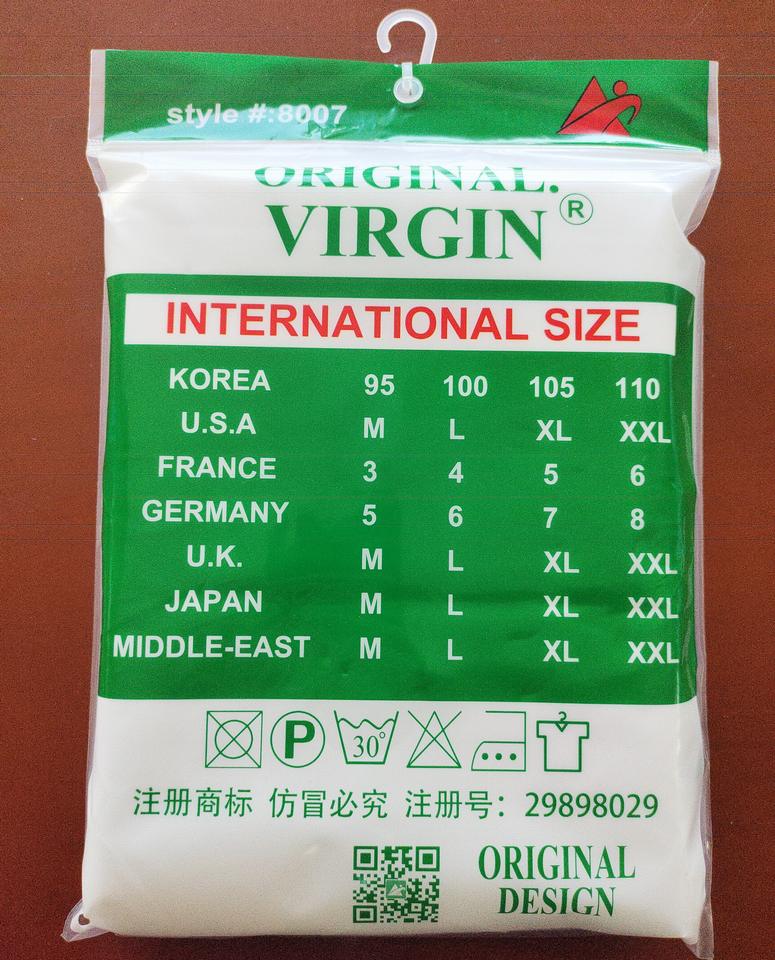 style #:8007
ORIGINAL.
VIRGIN®
INTERNATIONAL SIZE
KOREA 95 100 105 110
U.S.A M L XL XXL
FRANCE 3 4 5 6
GERMANY 5 6 7 8
U.K. M L XL XXL
JAPAN M L XL XXL
MIDDLE-EAST M L XL XXL
P 30°
注册商标 仿冒必究 注册号：29898029
ORIGINAL
DESIGN